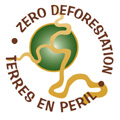 ZERO DEFORESTATION
TERRES EN PERIL